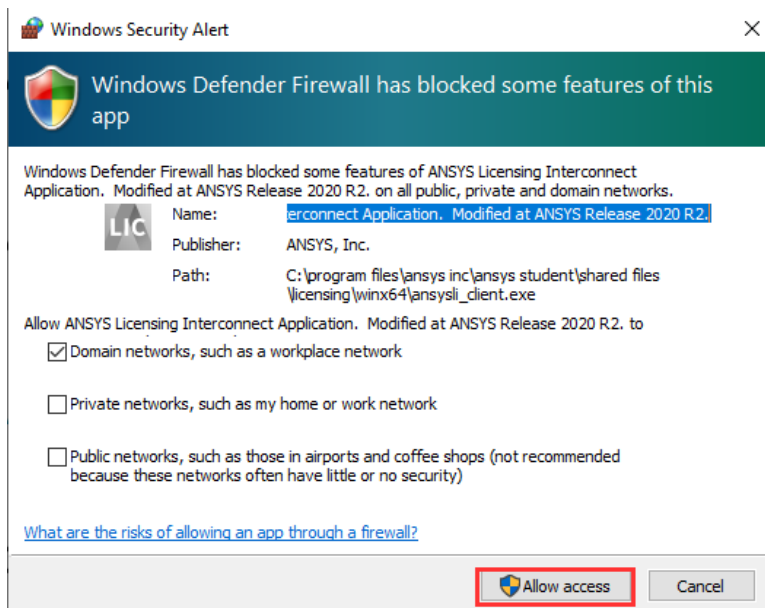 Windows Security Alert
Windows Defender Firewall has blocked some features of this
app
Windows Defender Firewall has blocked some features of ANSYS Licensing Interconnect
Application. Modified at ANSYS Release 2020 R2. on all public, private and domain networks.
LIC
Name: erconnect Application. Modified at ANSYS Release 2020 R2.
Publisher: ANSYS, Inc.
Path: C:\program files\ansys inc\ansys student\shared files
\licensing\winx64\ansysli_client.exe
Allow ANSYS Licensing Interconnect Application. Modified at ANSYS Release 2020 R2. to
Domain networks, such as a workplace network
Private networks, such as my home or work network
Public networks, such as those in airports and coffee shops (not recommended
because these networks often have little or no security)
What are the risks of allowing an app through a firewall?
Allow access Cancel